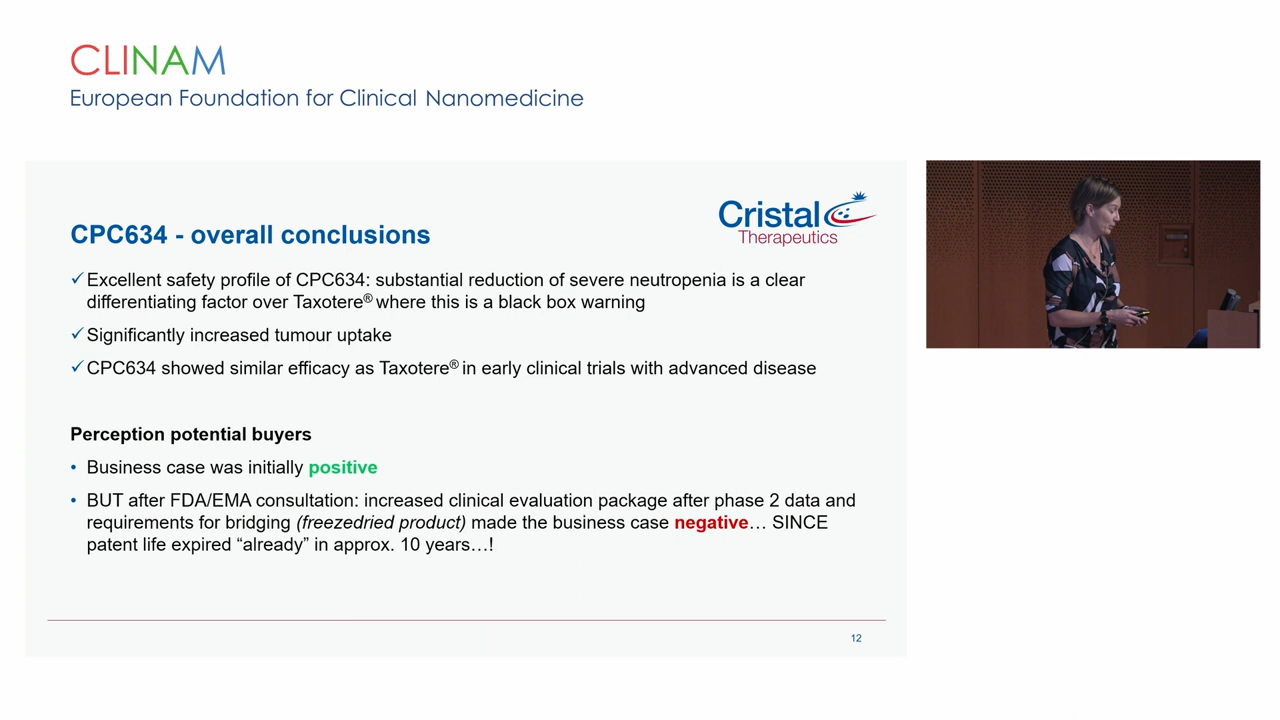 CLINAM
European Foundation for Clinical Nanomedicine
Cristal
Therapeutics
CPC634 - overall conclusions
✓Excellent safety profile of CPC634: substantial reduction of severe neutropenia is a clear
differentiating factor over Taxotere® where this is a black box warning
✓Significantly increased tumour uptake
✓CPC634 showed similar efficacy as Taxotere® in early clinical trials with advanced disease
Perception potential buyers
• Business case was initially positive
• BUT after FDA/EMA consultation: increased clinical evaluation package after phase 2 data and
requirements for bridging (freezedried product) made the business case negative… SINCE
patent life expired “already” in approx. 10 years…!
12